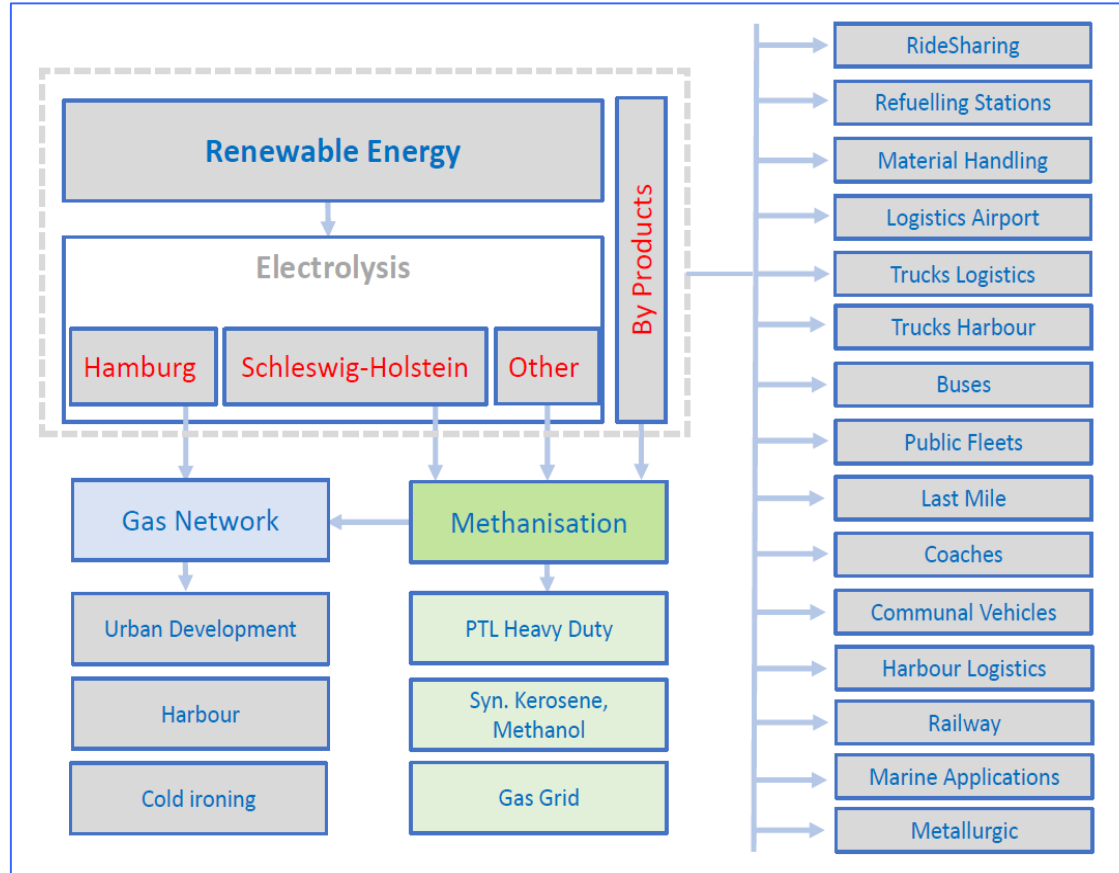 Renewable Energy
Electrolysis
Hamburg
Schleswig-Holstein
Other
By Products
Gas Network
Methanisation
Urban Development
Harbour
Cold ironing
PTL Heavy Duty
Syn. Kerosene,
Methanol
Gas Grid
RideSharing
Refuelling Stations
Material Handling
Logistics Airport
Trucks Logistics
Trucks Harbour
Buses
Public Fleets
Last Mile
Coaches
Communal Vehicles
Harbour Logistics
Railway
Marine Applications
Metallurgic